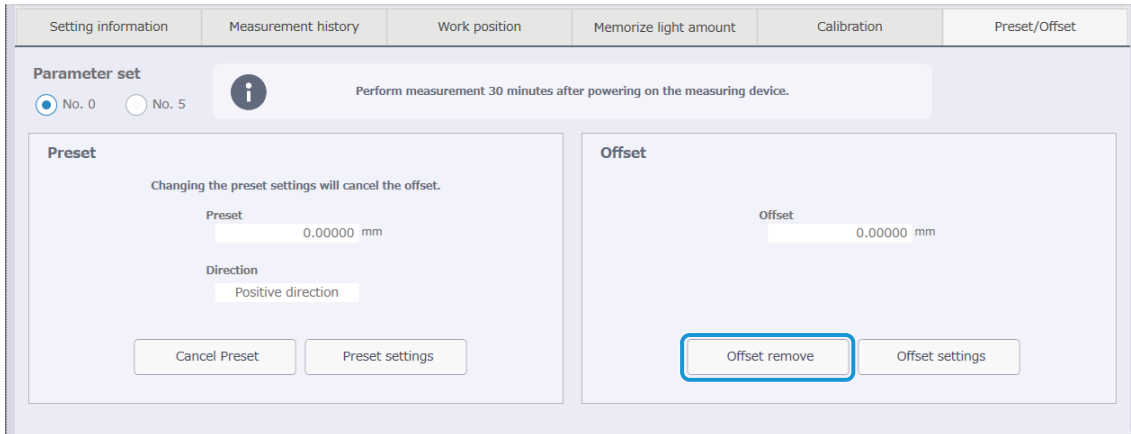 Setting information
Measurement history
Work position
Memorize light amount
Calibration
Preset/Offset
Parameter set
No. 0
No. 5
Perform measurement 30 minutes after powering on the measuring device.
Preset
Changing the preset settings will cancel the offset.
Preset
0.00000 mm
Direction
Positive direction
Cancel Preset
Preset settings
Offset
Offset
0.00000 mm
Offset remove
Offset settings